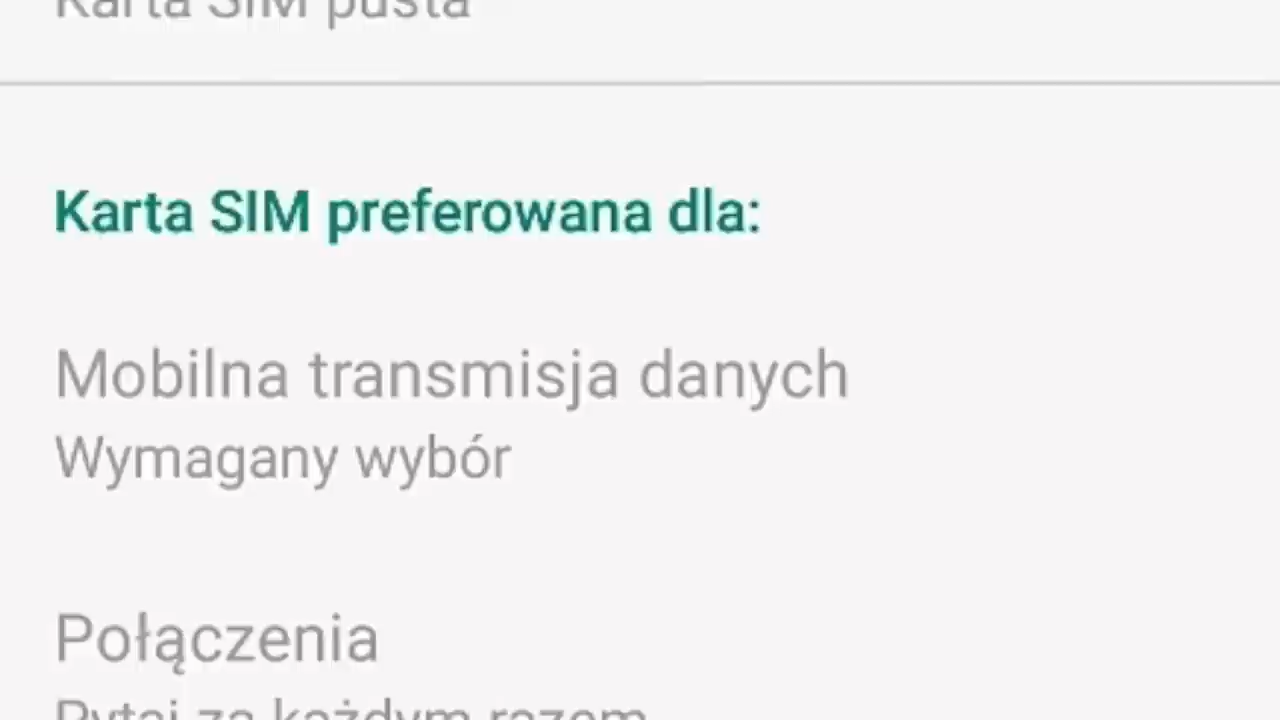 Karta SIM pusta
Karta SIM preferowana dla:
Mobilna transmisja danych
Wymagany wybór
Połączenia
Pytaj za każdym razem